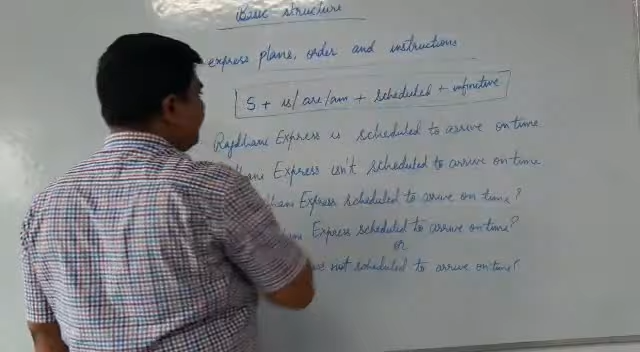 Basic structure
express plans, order and instructions
S + is/are/am + scheduled + infinitive
Rajdhani Express is scheduled to arrive on time
Express isn't scheduled to arrive on time
Express scheduled to arrive on time?
Express scheduled to arrive on time?
or
not scheduled to arrive on time?